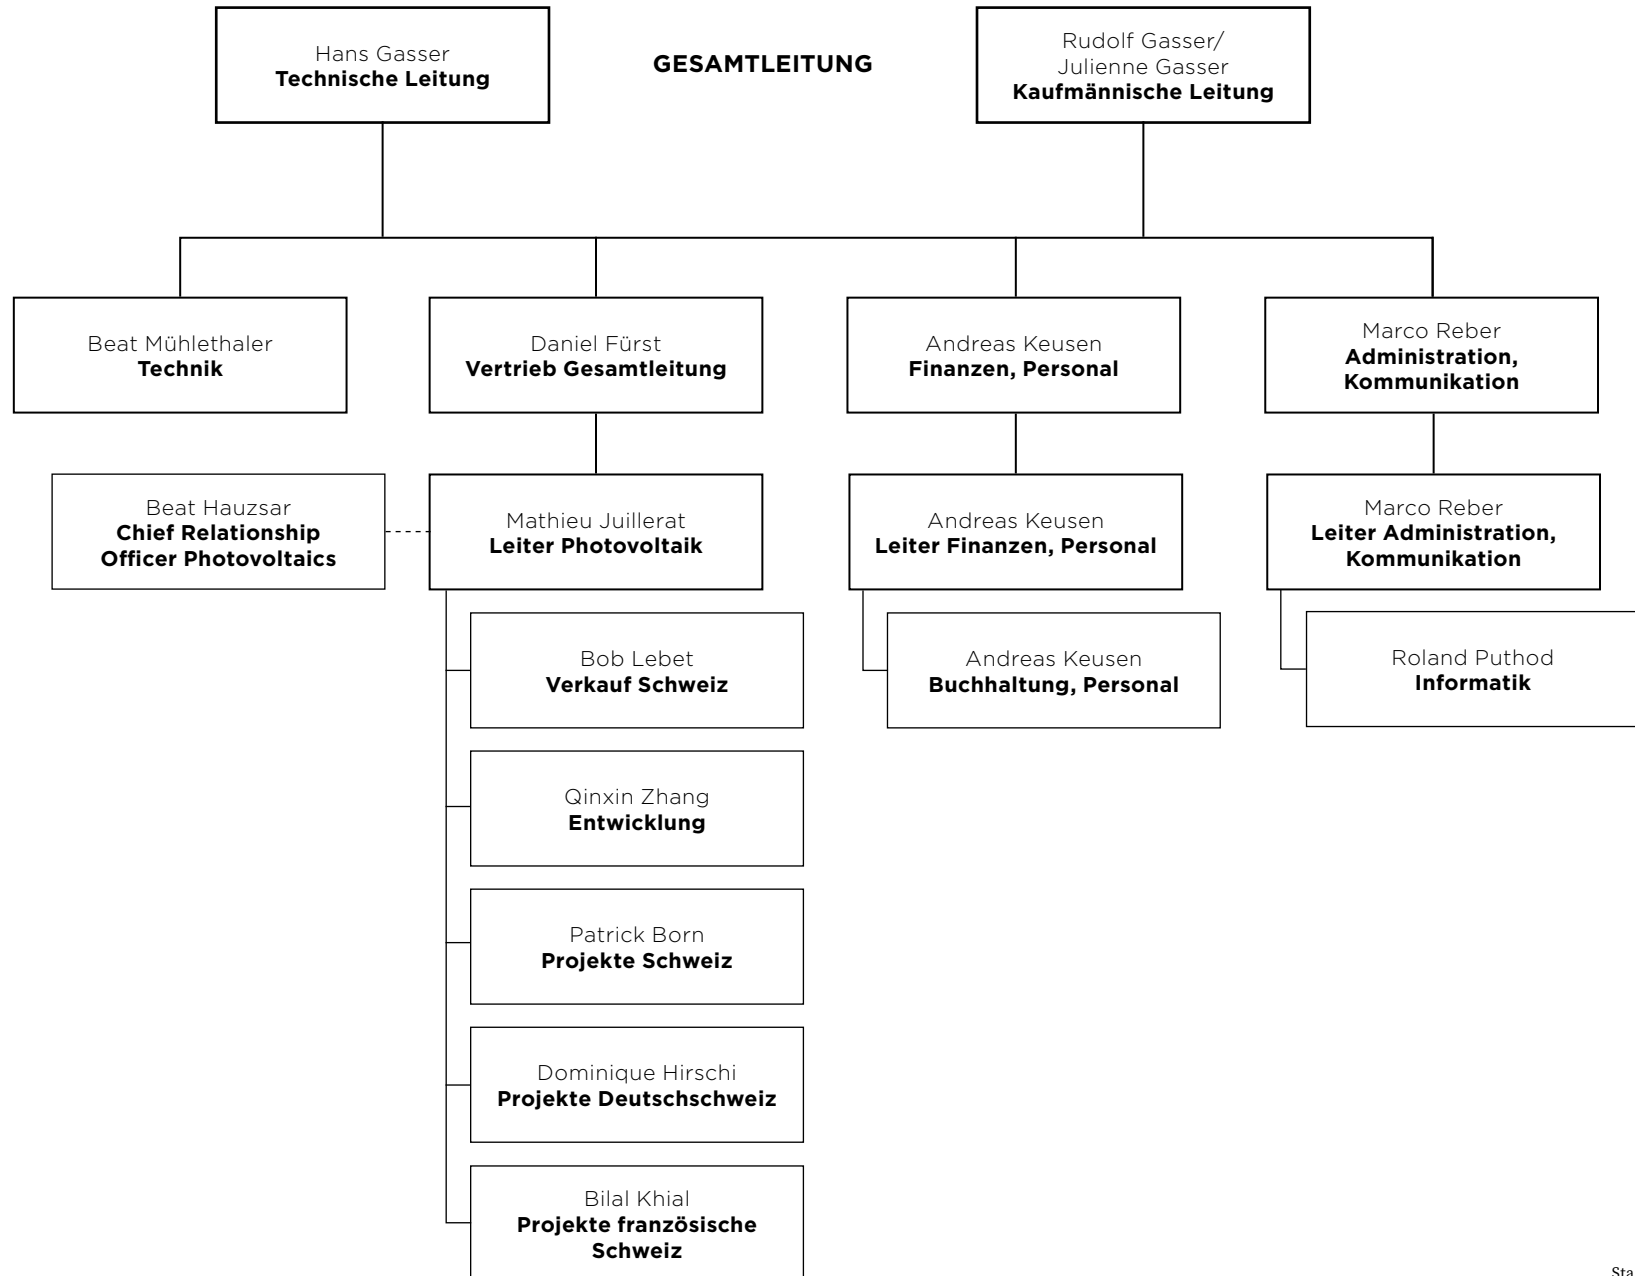 Hans Gasser
Technische Leitung
GESAMTLEITUNG
Rudolf Gasser/
Julienne Gasser
Kaufmännische Leitung
Beat Mühlethaler
Technik
Daniel Fürst
Vertrieb Gesamtleitung
Andreas Keusen
Finanzen, Personal
Marco Reber
Administration,
Kommunikation
Beat Hauzsar
Chief Relationship
Officer Photovoltaics
Mathieu Juillerat
Leiter Photovoltaik
Andreas Keusen
Leiter Finanzen, Personal
Marco Reber
Leiter Administration,
Kommunikation
Bob Lebet
Verkauf Schweiz
Andreas Keusen
Buchhaltung, Personal
Roland Puthod
Informatik
Qinxin Zhang
Entwicklung
Patrick Born
Projekte Schweiz
Dominique Hirschi
Projekte Deutschschweiz
Bilal Khial
Projekte französische
Schweiz